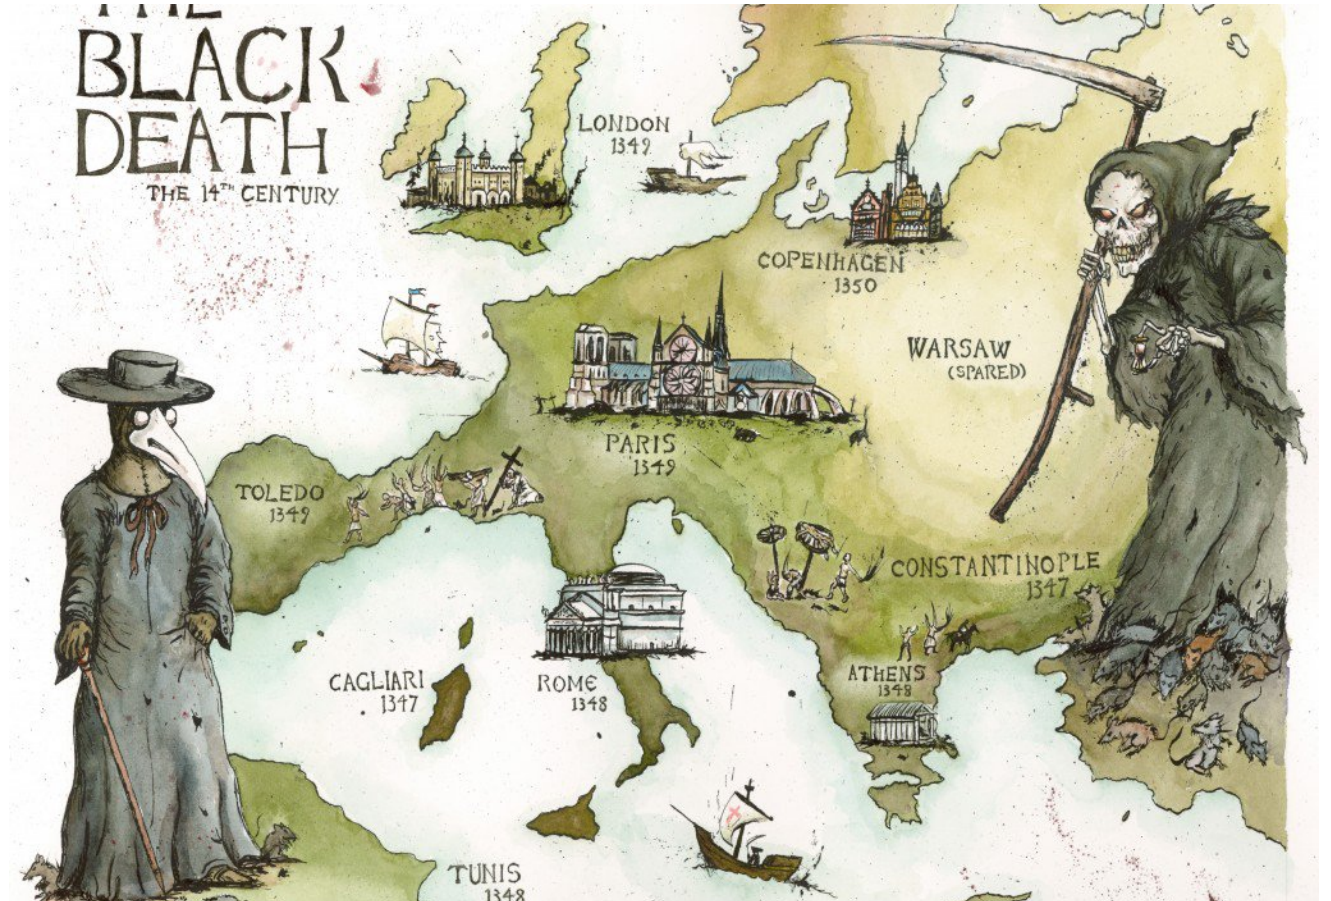 THE
BLACK
DEATH
THE 14TH CENTURY
LONDON
1349
COPENHAGEN
1350
WARSAW
(SPARED)
PARIS
1349
TOLEDO
1349
CONSTANTINOPLE
1347
CAGLIARI
1347
ROME
1348
ATHENS
1348
TUNIS
1348